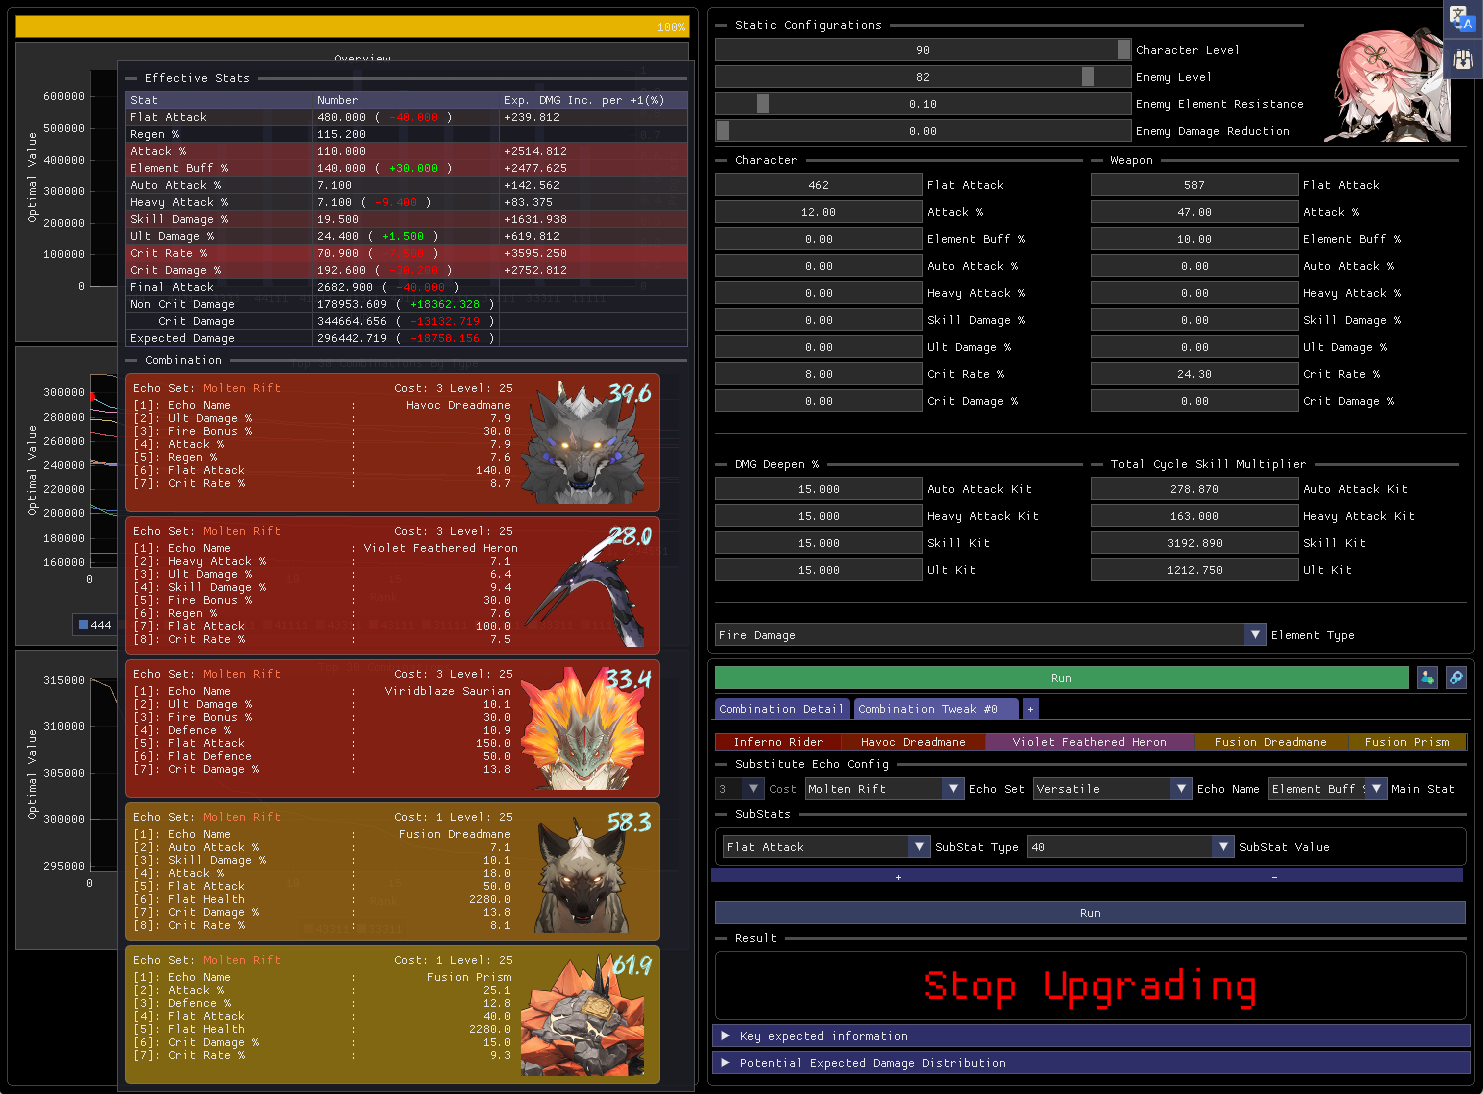 100%
Overview
600000
500000
400000
300000
200000
100000
0
Optimal Value
Effective Stats
Stat Number Exp. DMG Inc. per +1(%)
Flat Attack 480.000 ( -40.000 ) +239.812
Regen % 115.200
Attack % 110.000 +2514.812
Element Buff % 140.000 ( +30.000 ) +2477.625
Auto Attack % 7.100 +142.562
Heavy Attack % 7.100 ( -9.400 ) +83.375
Skill Damage % 19.500 +1631.938
Ult Damage % 24.400 ( +1.500 ) +619.812
Crit Rate % 70.900 ( ) +3595.250
Crit Damage % 192.600 ( ) +2752.812
Final Attack 2682.900 ( -40.000 )
Non Crit Damage 178953.609 ( +18362.328 )
Crit Damage 344664.656 ( -13132.719 )
Expected Damage 296442.719 ( -18758.156 )
Combination
300000
280000
260000
240000
220000
200000
180000
160000
0
Optimal Value
444
315000
310000
305000
300000
295000
0
Optimal Value
Echo Set: Molten Rift Cost: 3 Level: 25 39.6
[1]: Echo Name : Havoc Dreadmane
[2]: Ult Damage % : 7.9
[3]: Fire Bonus % : 30.0
[4]: Attack % : 7.9
[5]: Regen % : 7.6
[6]: Flat Attack : 140.0
[7]: Crit Rate % : 8.7
Echo Set: Molten Rift Cost: 3 Level: 25 28.0
[1]: Echo Name : Violet Feathered Heron
[2]: Heavy Attack % : 7.1
[3]: Ult Damage % : 6.4
[4]: Skill Damage % : 9.4
[5]: Fire Bonus % : 30.0
[6]: Regen % : 7.6
[7]: Flat Attack : 100.0
[8]: Crit Rate % : 7.5
Echo Set: Molten Rift Cost: 3 Level: 25 33.4
[1]: Echo Name : Viridblaze Saurian
[2]: Ult Damage % : 10.1
[3]: Fire Bonus % : 30.0
[4]: Defence % : 10.9
[5]: Flat Attack : 150.0
[6]: Flat Defence : 50.0
[7]: Crit Damage % : 13.8
Echo Set: Molten Rift Cost: 1 Level: 25 58.3
[1]: Echo Name : Fusion Dreadmane
[2]: Auto Attack % : 7.1
[3]: Skill Damage % : 10.1
[4]: Attack % : 18.0
[5]: Flat Attack : 50.0
[6]: Flat Health : 2280.0
[7]: Crit Damage % : 13.8
[8]: Crit Rate % : 8.1
Echo Set: Molten Rift Cost: 1 Level: 25 61.9
[1]: Echo Name : Fusion Prism
[2]: Attack % : 25.1
[3]: Defence % : 12.8
[4]: Flat Attack : 40.0
[5]: Flat Health : 2280.0
[6]: Crit Damage % : 15.0
[7]: Crit Rate % : 9.3
Static Configurations
90 Character Level
82 Enemy Level
0.10 Enemy Element Resistance
0.00 Enemy Damage Reduction
文
A
Character
462 Flat Attack
12.00 Attack %
0.00 Element Buff %
0.00 Auto Attack %
0.00 Heavy Attack %
0.00 Skill Damage %
0.00 Ult Damage %
8.00 Crit Rate %
0.00 Crit Damage %
Weapon
587 Flat Attack
47.00 Attack %
10.00 Element Buff %
0.00 Auto Attack %
0.00 Heavy Attack %
0.00 Skill Damage %
0.00 Ult Damage %
24.30 Crit Rate %
0.00 Crit Damage %
DMG Deepen %
15.000 Auto Attack Kit
15.000 Heavy Attack Kit
15.000 Skill Kit
15.000 Ult Kit
Total Cycle Skill Multiplier
278.870 Auto Attack Kit
163.000 Heavy Attack Kit
3192.890 Skill Kit
1212.750 Ult Kit
Fire Damage Element Type
Run
Combination Detail Combination Tweak #0 +
Inferno Rider Havoc Dreadmane Violet Feathered Heron Fusion Dreadmane Fusion Prism
Substitute Echo Config
3 Cost Molten Rift Echo Set Versatile Echo Name Element Buff Main Stat
SubStats
Flat Attack SubStat Type 40 SubStat Value
+ -
Run
Result
Stop Upgrading
Key expected information
Potential Expected Damage Distribution